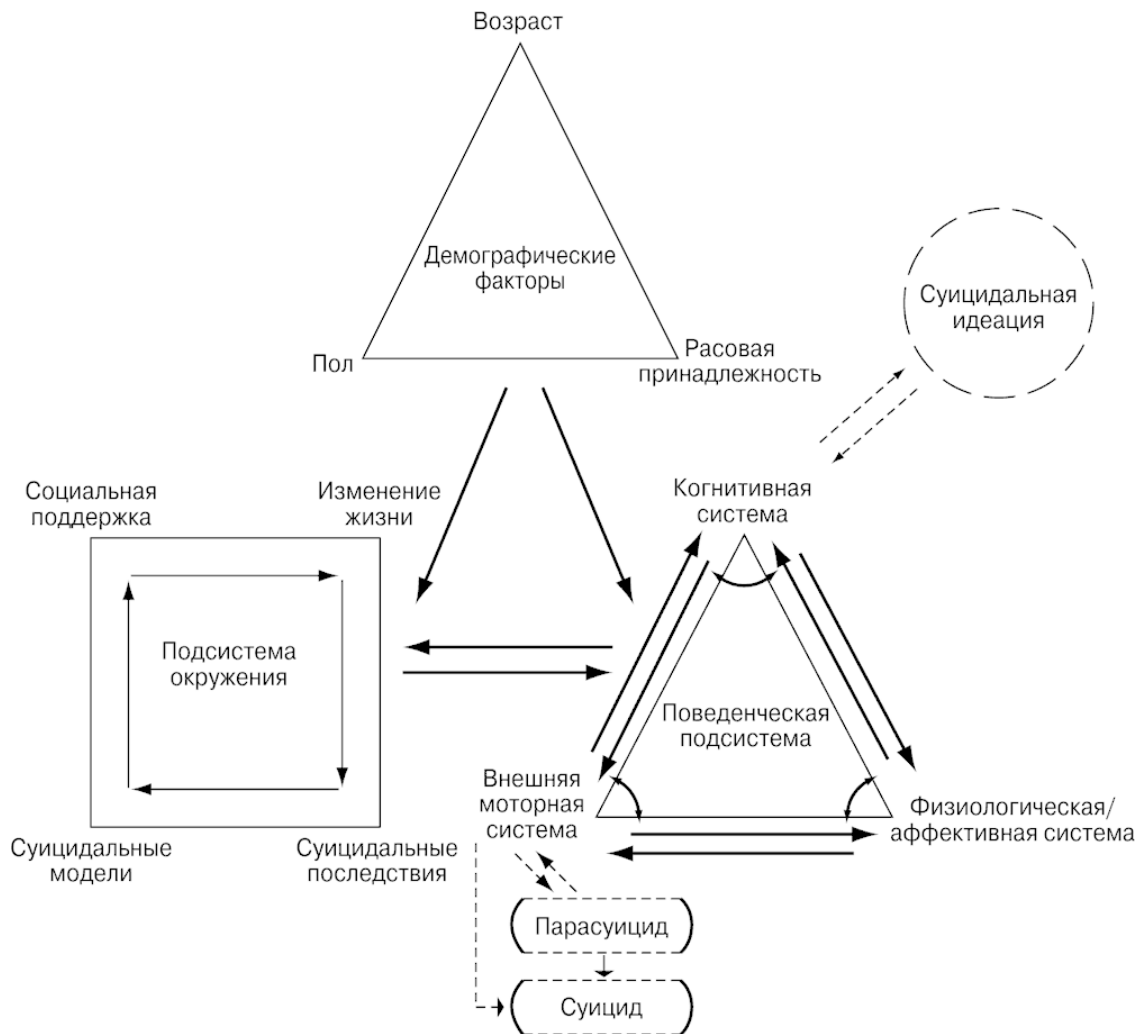 Возраст
Демографические
факторы
Суицидальная
идеация
Пол
Расовая
принадлежность
Социальная
поддержка
Изменение
жизни
Когнитивная
система
Подсистема
окружения
Поведенческая
подсистема
Внешняя
моторная
система
Физиологическая/
аффективная система
Суицидальные
модели
Суицидальные
последствия
Парасуицид
Суицид